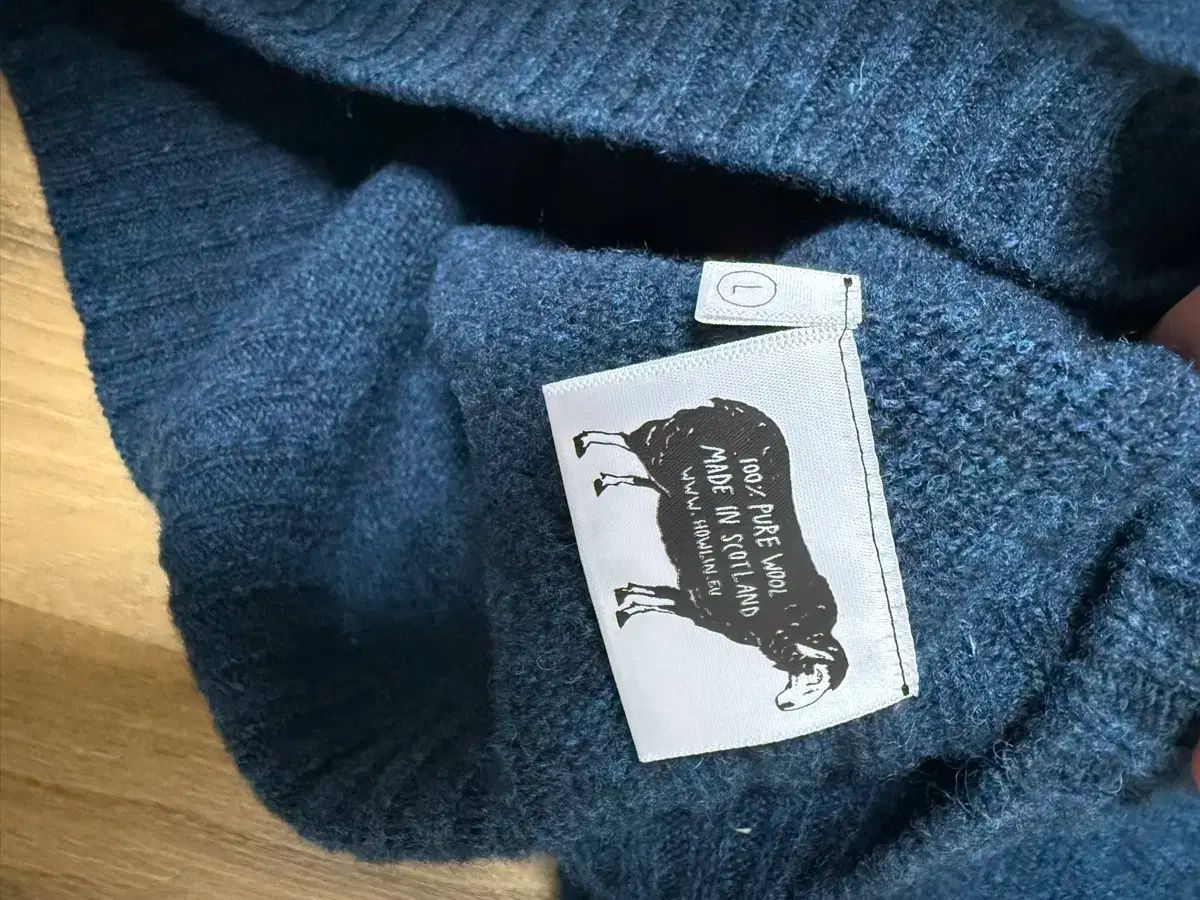 L
100% PURE WOOL
MADE IN SCOTLAND
WWW.HOWLIN.EU